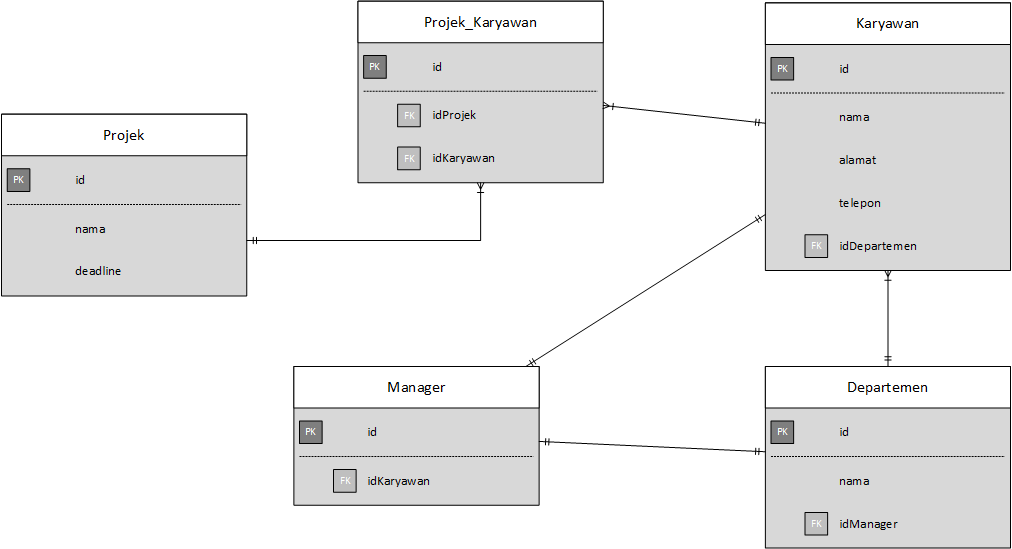 Projek_Karyawan
PK id
FK idProjek
FK idKaryawan
Karyawan
PK id
nama
alamat
telepon
FK idDepartemen
Projek
PK id
nama
deadline
Manager
PK id
FK idKaryawan
Departemen
PK id
nama
FK idManager